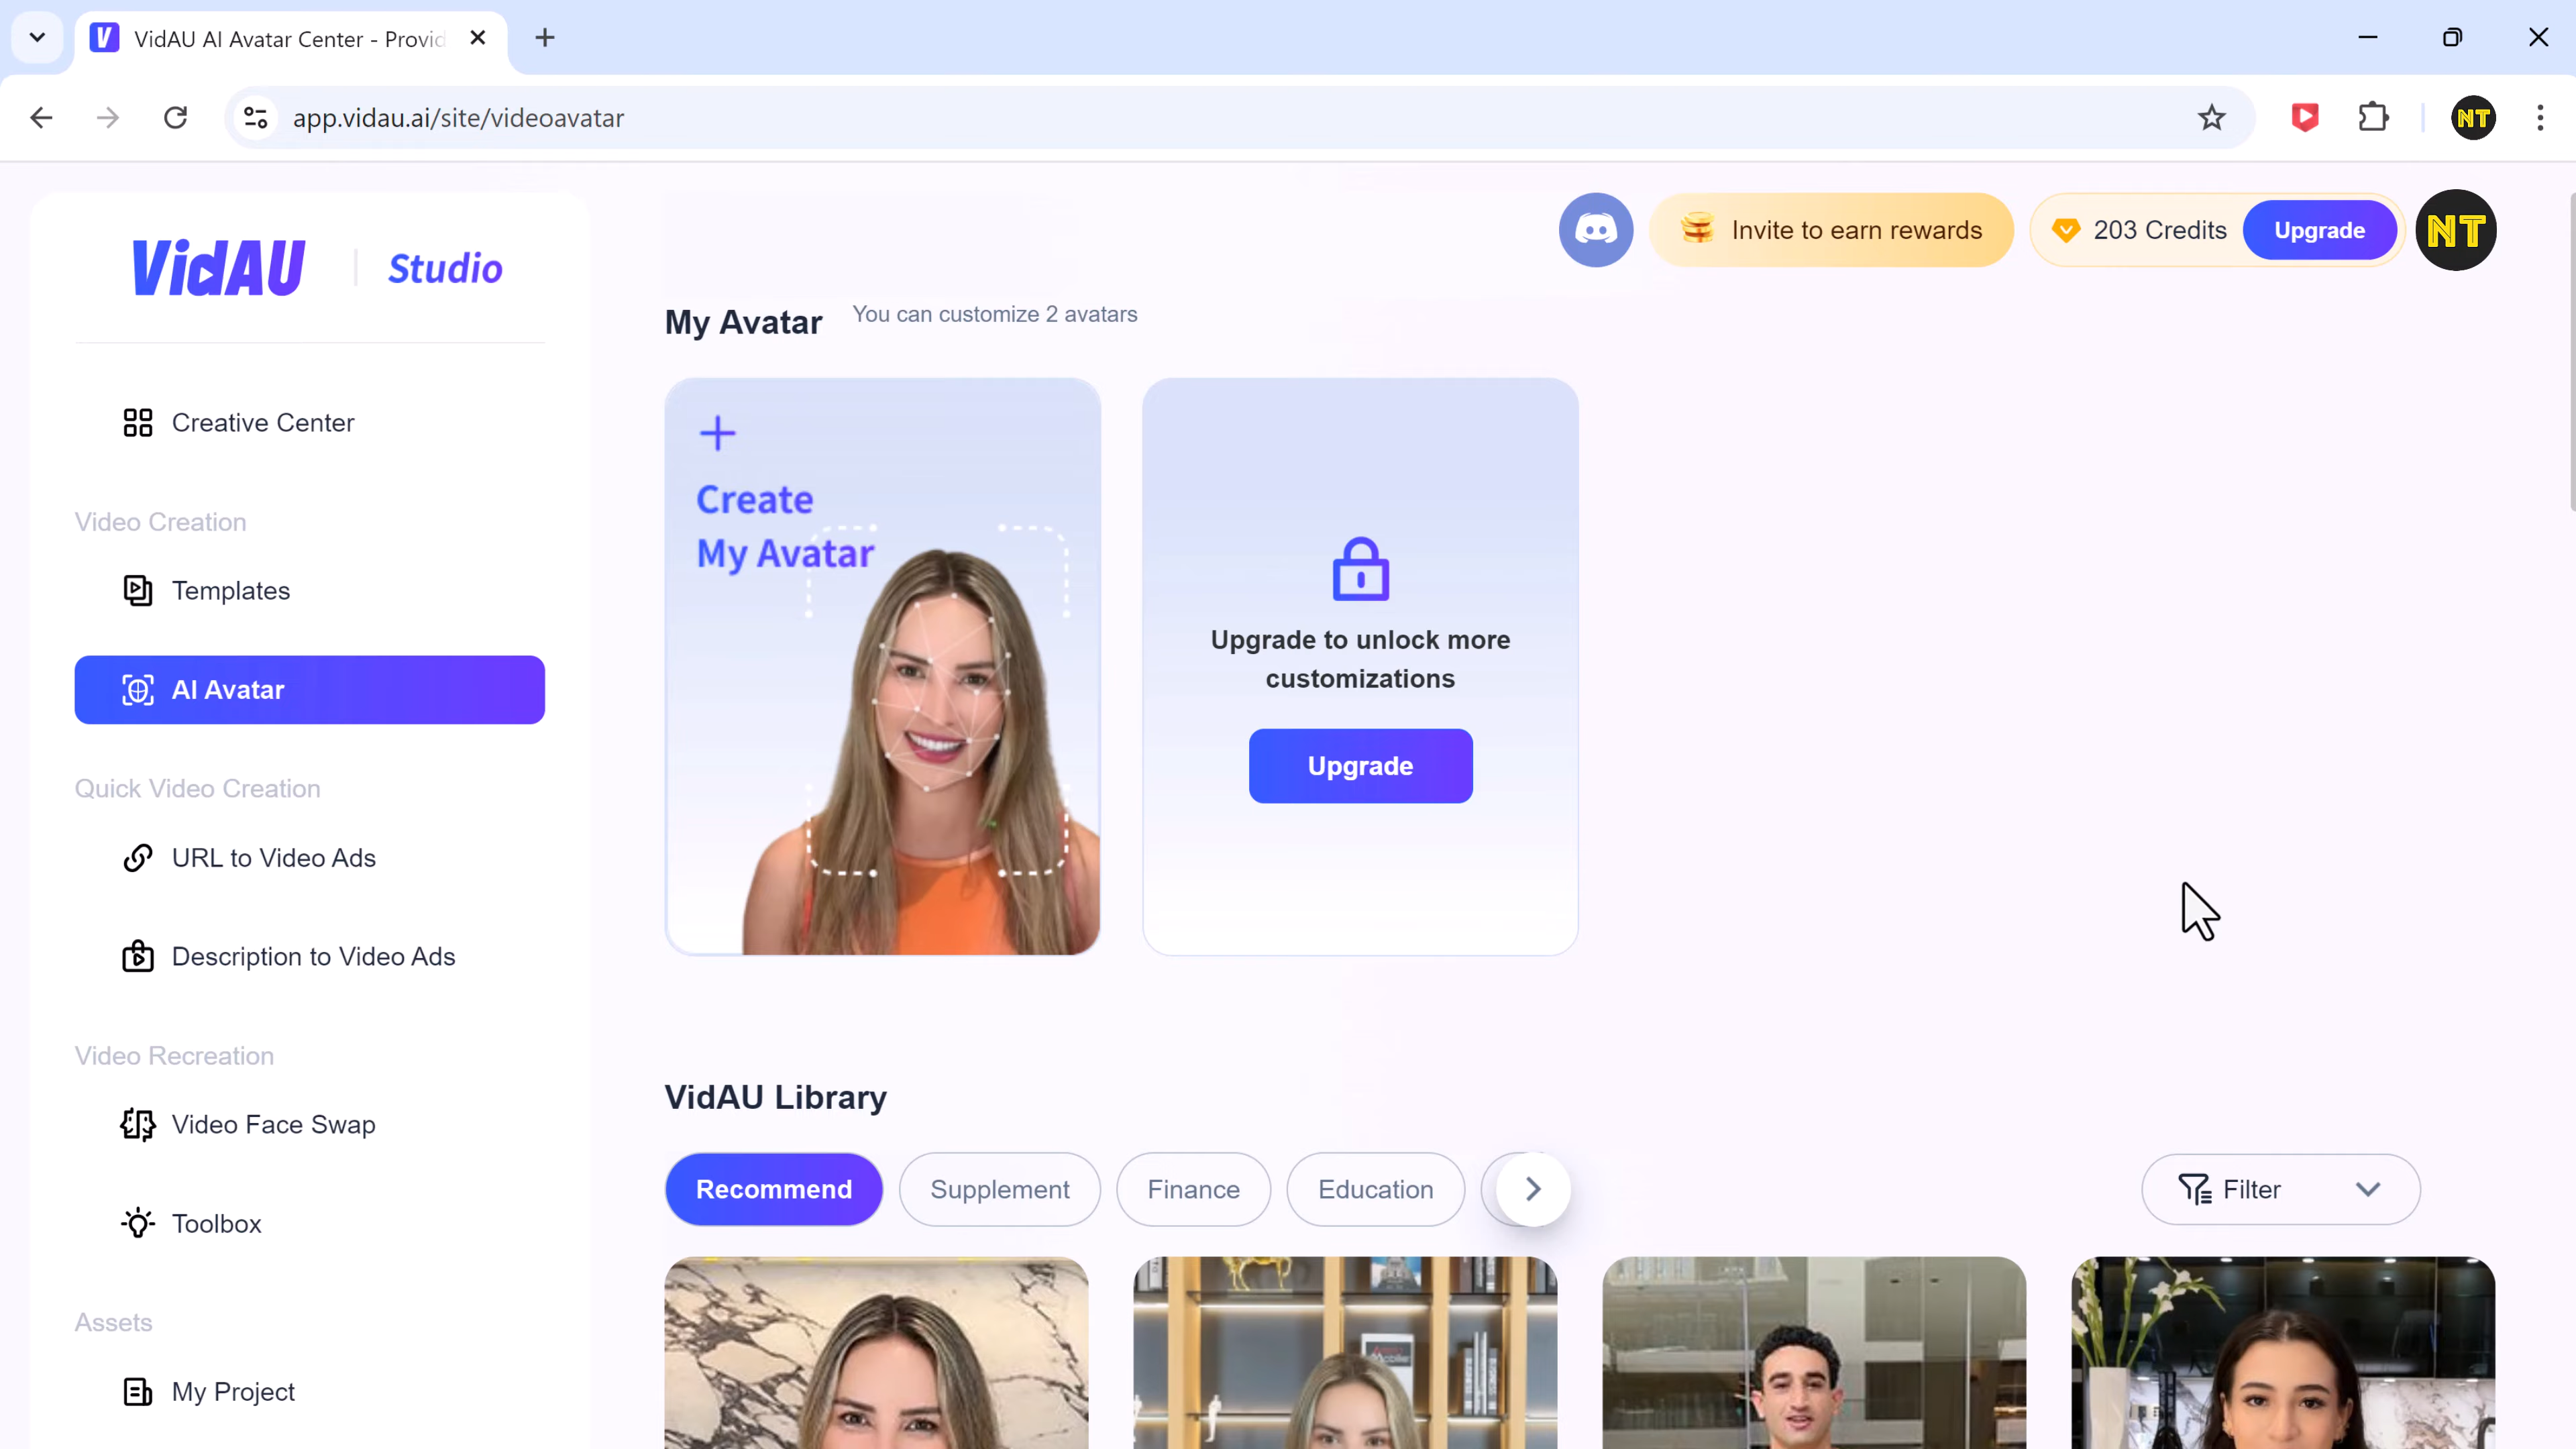 VidAU AI Avatar Center - Provid
app.vidau.ai/site/videoavatar
NT
VidAU | Studio
Invite to earn rewards
203 Credits
Upgrade
NT
Creative Center
Video Creation
Templates
AI Avatar
Quick Video Creation
URL to Video Ads
Description to Video Ads
Video Recreation
Video Face Swap
Toolbox
Assets
My Project
My Avatar
You can customize 2 avatars
Create
My Avatar
Upgrade to unlock more
customizations
Upgrade
VidAU Library
Recommend
Supplement
Finance
Education
Filter